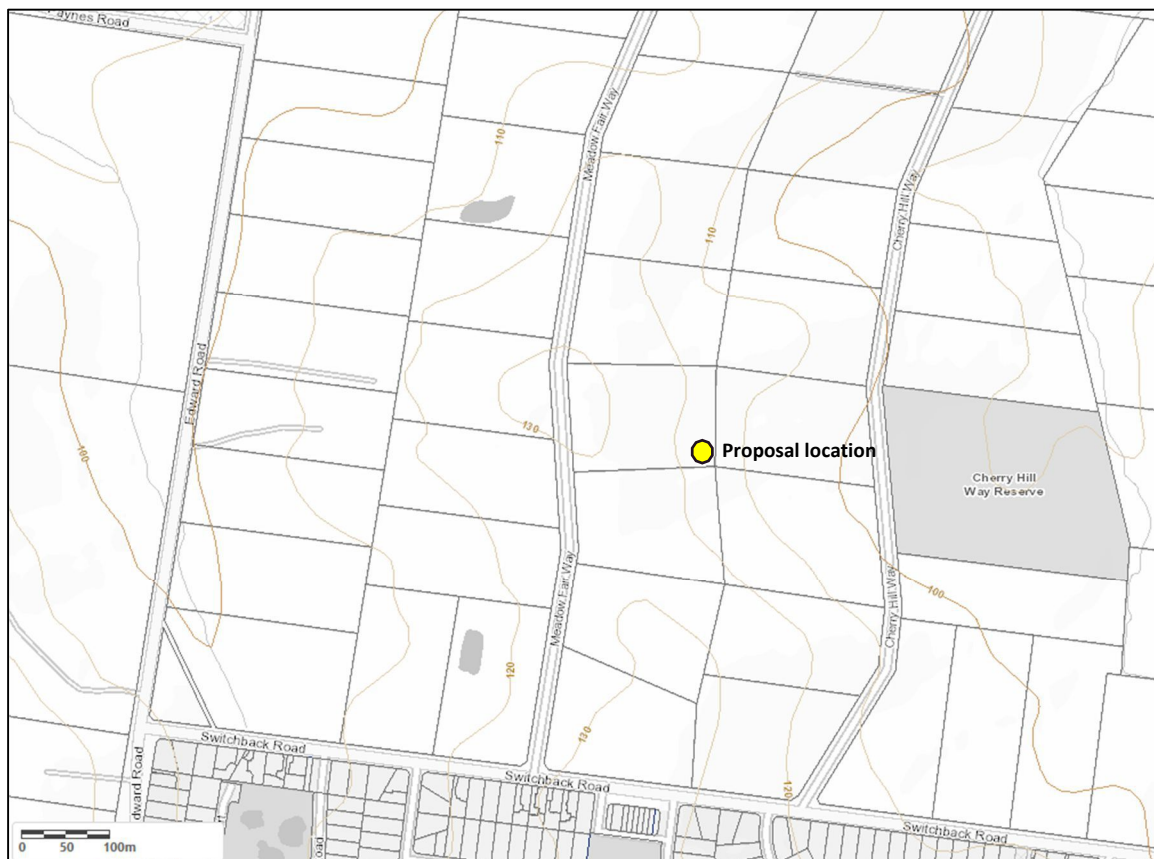 Paynes Road
110
Meadow Fair Way
Cherry Hill Way
110
Edward Road
130
100
Proposal location
Cherry Hill
Way Reserve
Meadow Fair Way
Cherry Hill Way
100
120
130
120
Switchback Road
Switchback Road
Switchback Road
Edward Road
0 50 100m